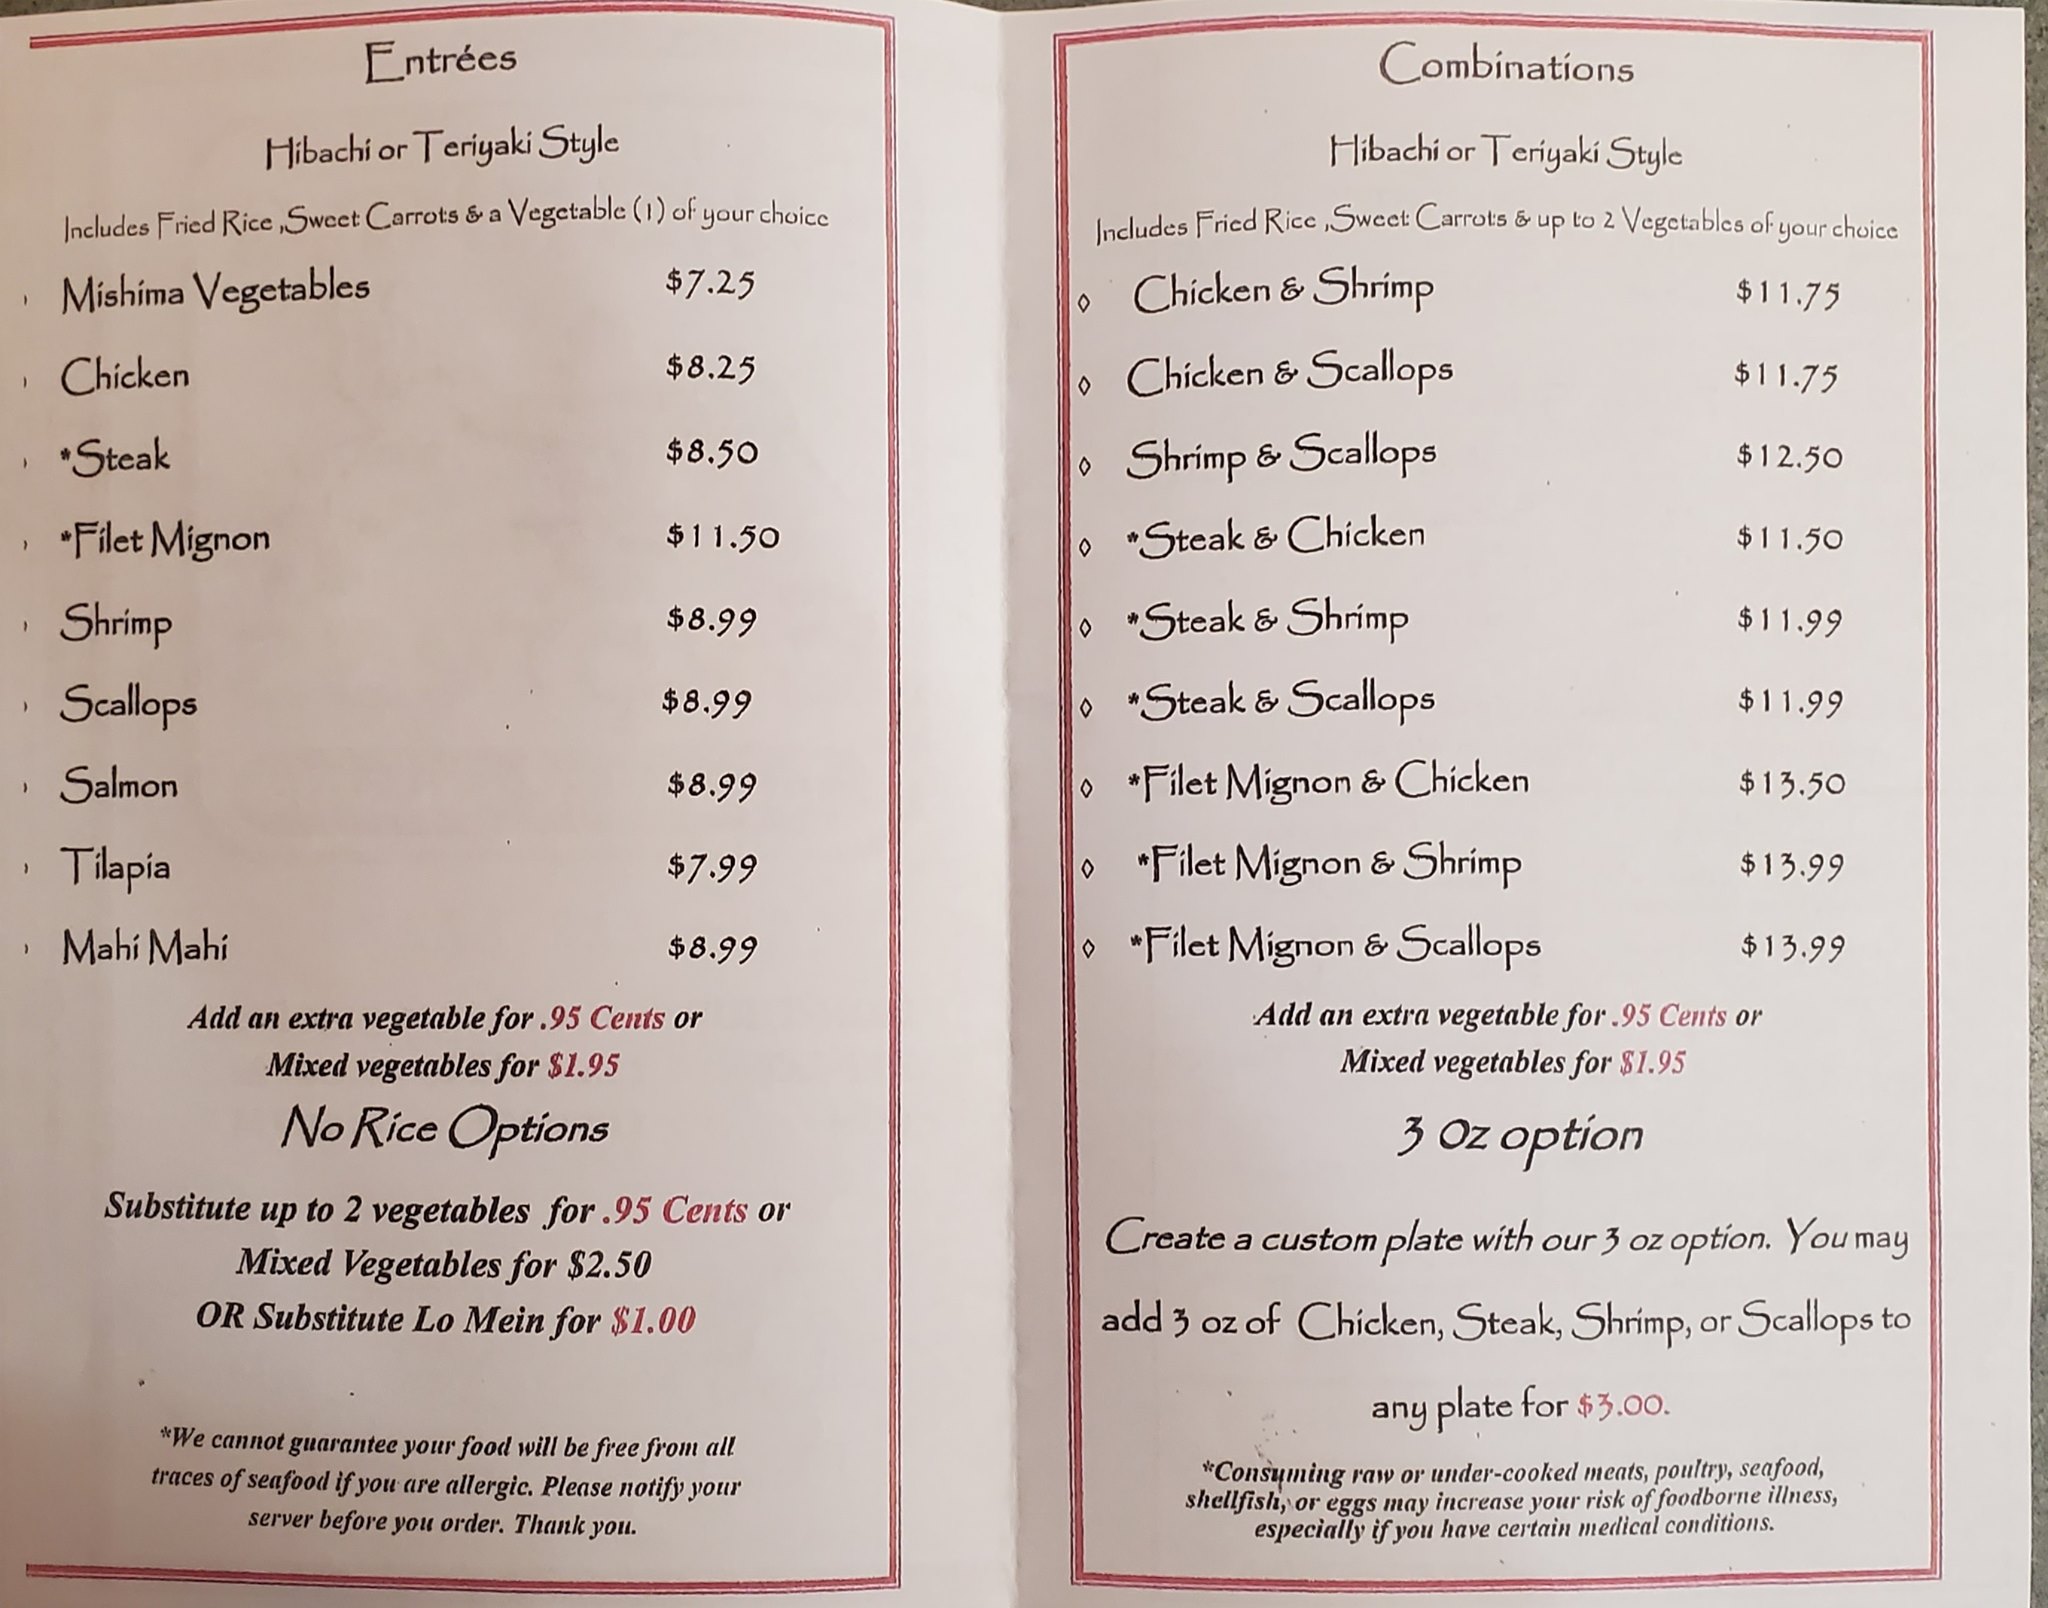 Entrées
Hibachi or Teriyaki Style
Includes Fried Rice ,Sweet Carrots & a Vegetable (1) of your choice
Mishima Vegetables $7.25
Chicken $8.25
*Steak $8.50
*Filet Mignon $11.50
Shrimp $8.99
Scallops $8.99
Salmon $8.99
Tilapia $7.99
Mahi Mahi $8.99
Add an extra vegetable for .95 Cents or
Mixed vegetables for $1.95
No Rice Options
Substitute up to 2 vegetables for .95 Cents or
Mixed Vegetables for $2.50
OR Substitute Lo Mein for $1.00
*We cannot guarantee your food will be free from all
traces of seafood if you are allergic. Please notify your
server before you order. Thank you.
Combinations
Hibachi or Teriyaki Style
Includes Fried Rice ,Sweet Carrots & up to 2 Vegetables of your choice
◊ Chicken & Shrimp $11.75
◊ Chicken & Scallops $11.75
◊ Shrimp & Scallops $12.50
◊ *Steak & Chicken $11.50
◊ *Steak & Shrimp $11.99
◊ *Steak & Scallops $11.99
◊ *Filet Mignon & Chicken $13.50
◊ *Filet Mignon & Shrimp $13.99
◊ *Filet Mignon & Scallops $13.99
Add an extra vegetable for .95 Cents or
Mixed vegetables for $1.95
3 Oz option
Create a custom plate with our 3 oz option. You may
add 3 oz of Chicken, Steak, Shrimp, or Scallops to
any plate for $3.00.
*Consuming raw or under-cooked meats, poultry, seafood,
shellfish, or eggs may increase your risk of foodborne illness,
especially if you have certain medical conditions.